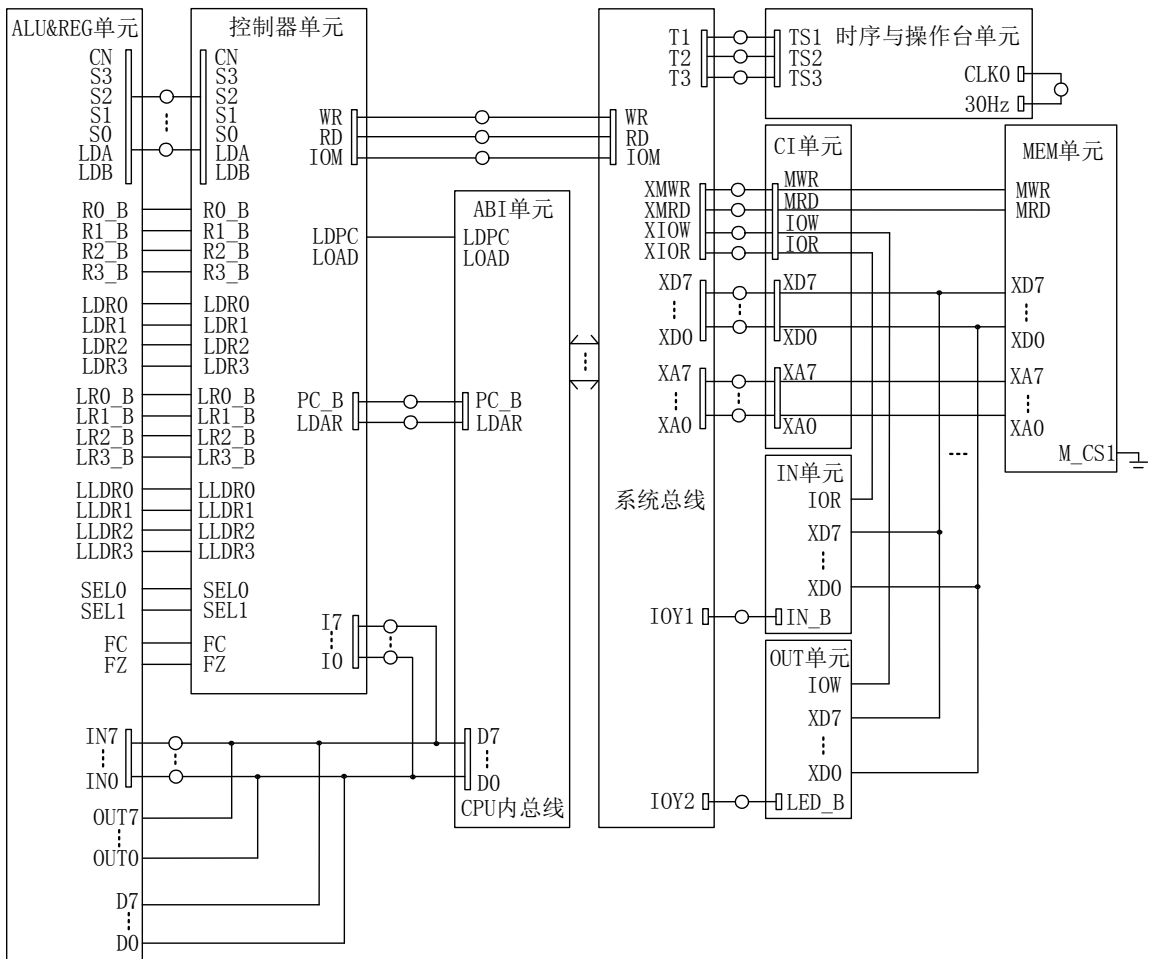 ALU&REG单元
CN
S3
S2
S1
S0
LDA
LDB
R0_B
R1_B
R2_B
R3_B
LDR0
LDR1
LDR2
LDR3
LR0_B
LR1_B
LR2_B
LR3_B
LLDR0
LLDR1
LLDR2
LLDR3
SEL0
SEL1
FC
FZ
IN7
IN0
OUT7
OUT0
D7
D0
控制器单元
CN
S3
S2
S1
S0
LDA
LDB
R0_B
R1_B
R2_B
R3_B
LDR0
LDR1
LDR2
LDR3
LR0_B
LR1_B
LR2_B
LR3_B
LLDR0
LLDR1
LLDR2
LLDR3
SEL0
SEL1
FC
FZ
WR
RD
IOM
LDPC
LOAD
PC_B
LDAR
I7
I0
ABI单元
LDPC
LOAD
PC_B
LDAR
D7
D0
CPU内总线
T1
T2
T3
WR
RD
IOM
XMWR
XMRD
XIOW
XIOR
XD7
XD0
XA7
XA0
系统总线
IOY1
IOY2
TS1
TS2
TS3
时序与操作台单元
CLK0
30Hz
CI单元
MWR
MRD
IOW
IOR
XD7
XD0
XA7
XA0
MEM单元
MWR
MRD
XD7
XD0
XA7
XA0
M_CS1
IN单元
IOR
XD7
XD0
IN_B
OUT单元
IOW
XD7
XD0
LED_B